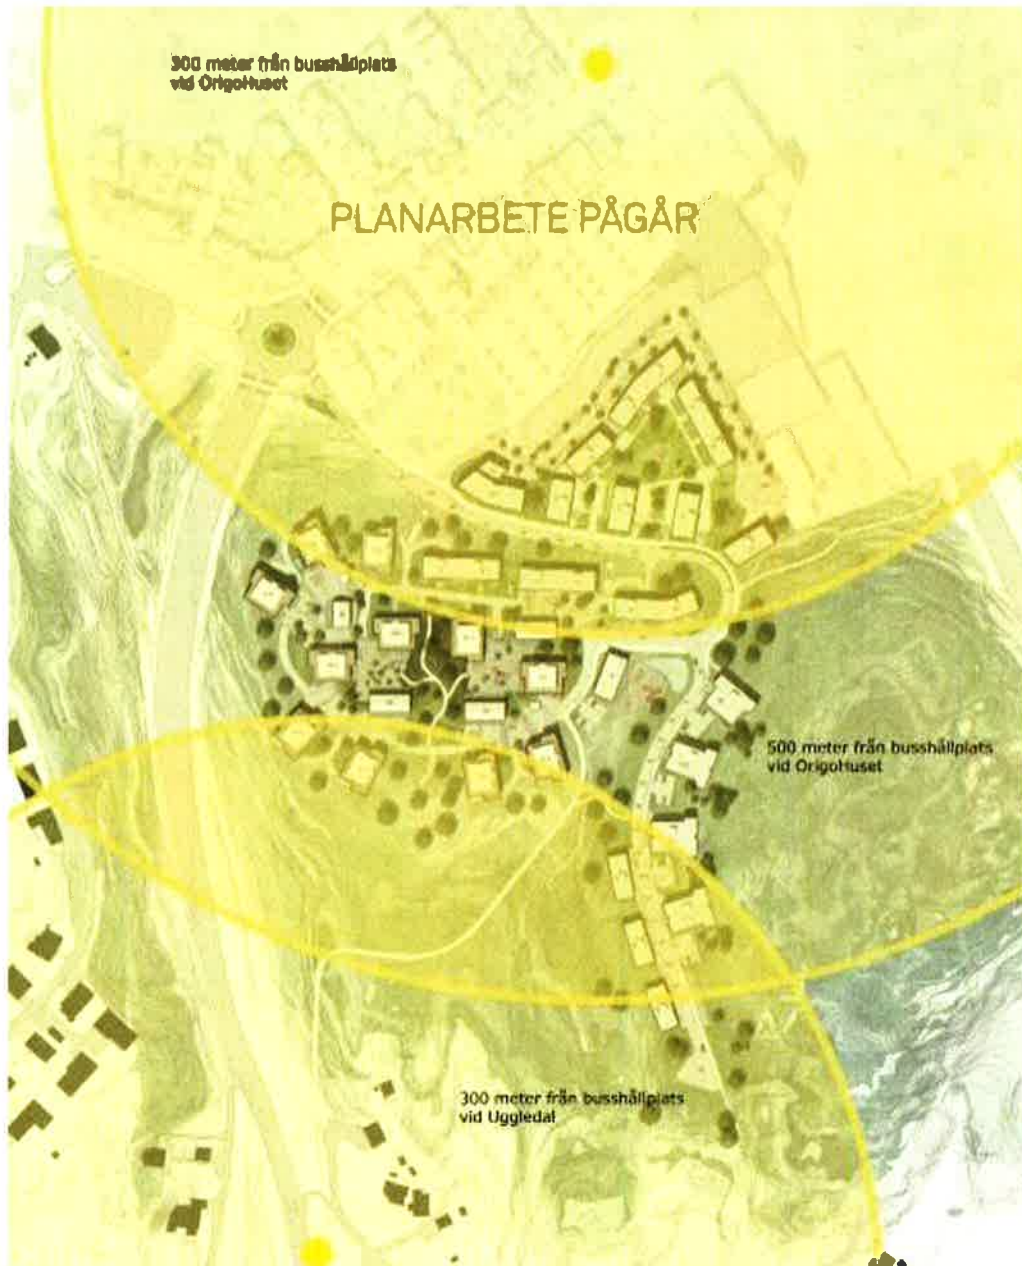 300 meter från busshållplats
vid OrigoHuset
PLANARBETE PÅGÅR
500 meter från busshållplats
vid OrigoHuset
300 meter från busshållplats
vid Uggledal